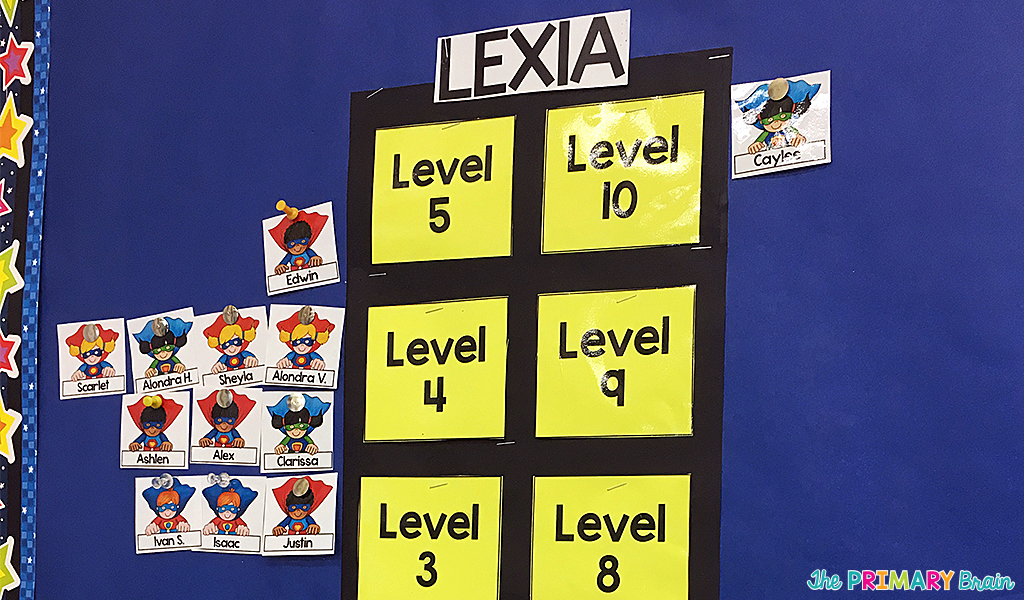 LEXIA
Level
5
Level
10
Caylee
Edwin
Level
4
Level
9
Scarlet
Alondra H.
Sheyla
Alondra V.
Ashlen
Alex
Clarissa
Level
3
Level
8
Ivan S.
Isaac
Justin
The PRIMARY Brain